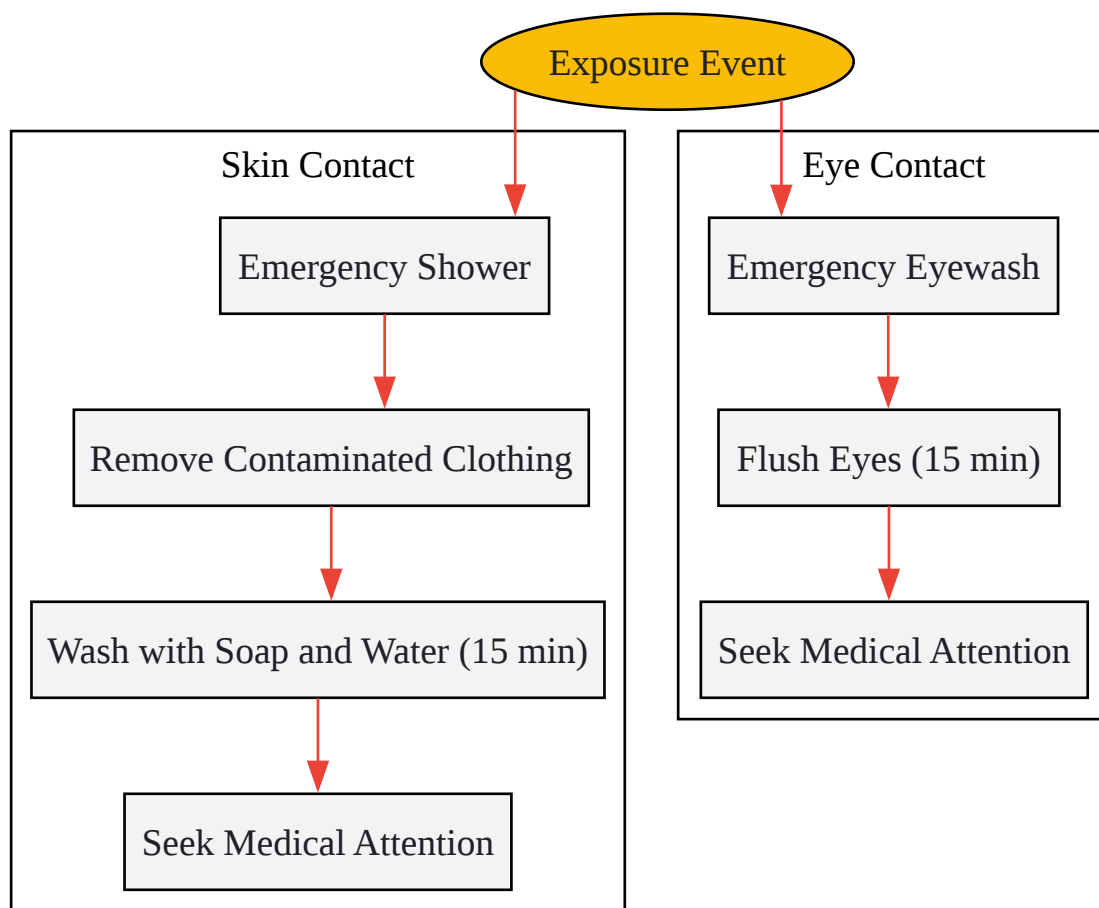 Exposure Event
Skin Contact
Emergency Shower
Remove Contaminated Clothing
Wash with Soap and Water (15 min)
Seek Medical Attention
Eye Contact
Emergency Eyewash
Flush Eyes (15 min)
Seek Medical Attention